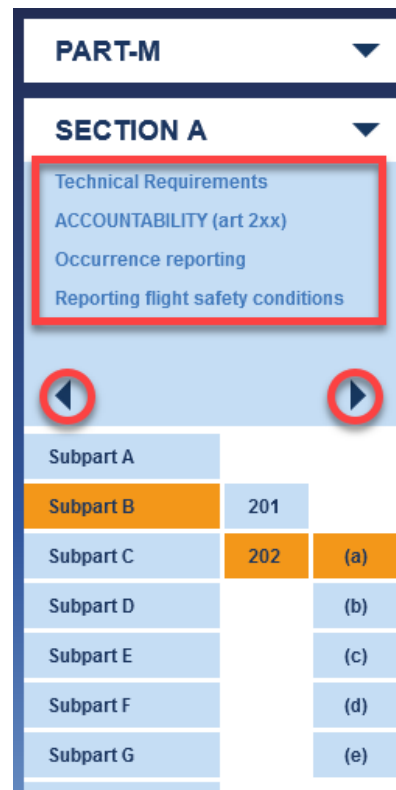 PART-M
SECTION A
Technical Requirements
ACCOUNTABILITY (art 2xx)
Occurrence reporting
Reporting flight safety conditions
Subpart A
Subpart B 201
Subpart C 202 (a)
Subpart D (b)
Subpart E (c)
Subpart F (d)
Subpart G (e)